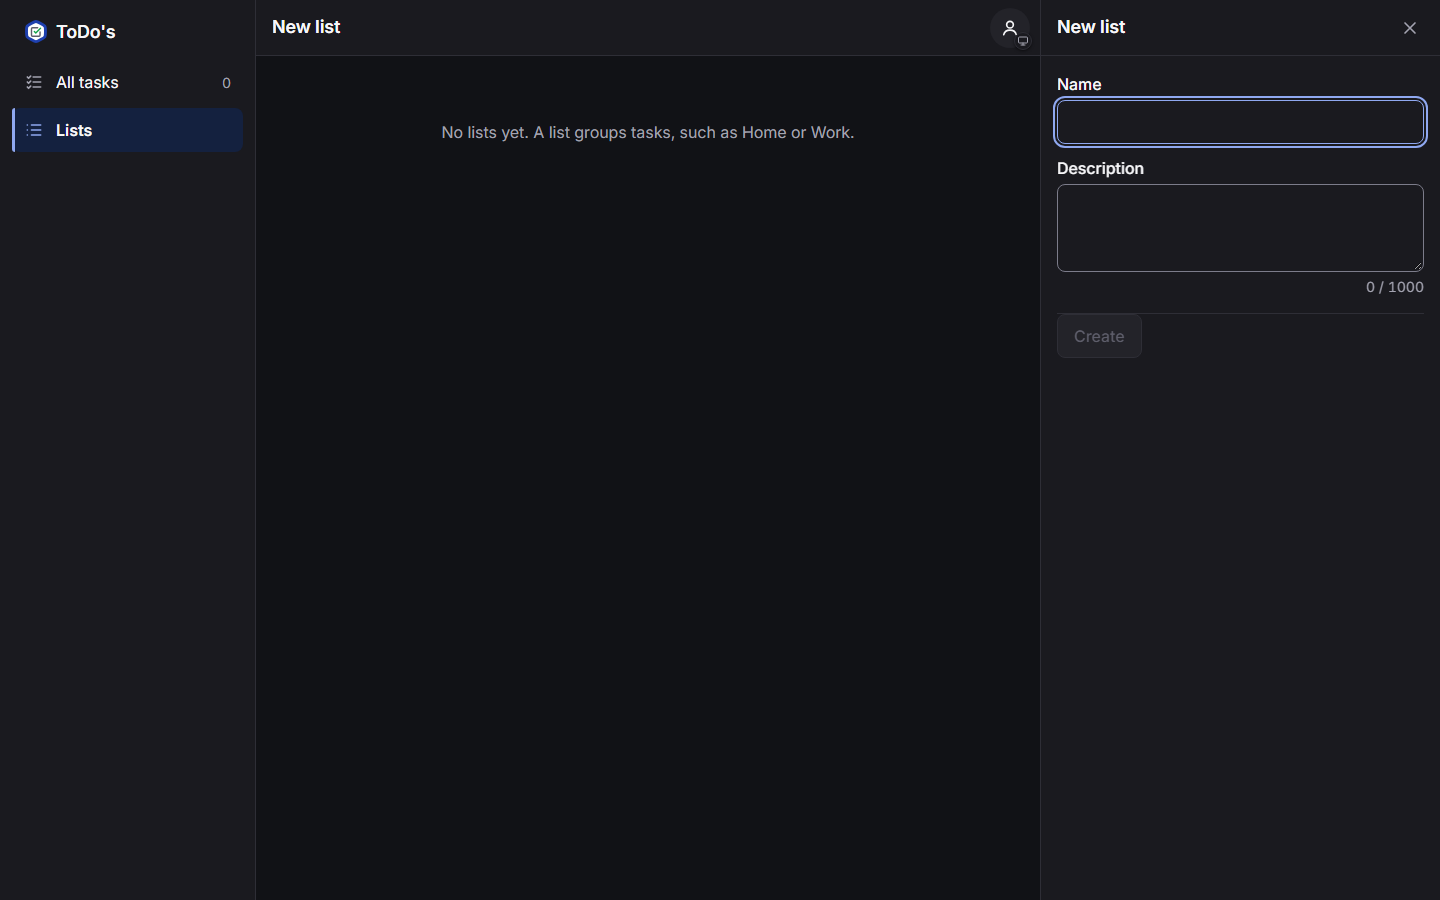 ToDo's
All tasks 0
Lists
New list
No lists yet. A list groups tasks, such as Home or Work.
New list
Name
Description
0 / 1000
Create